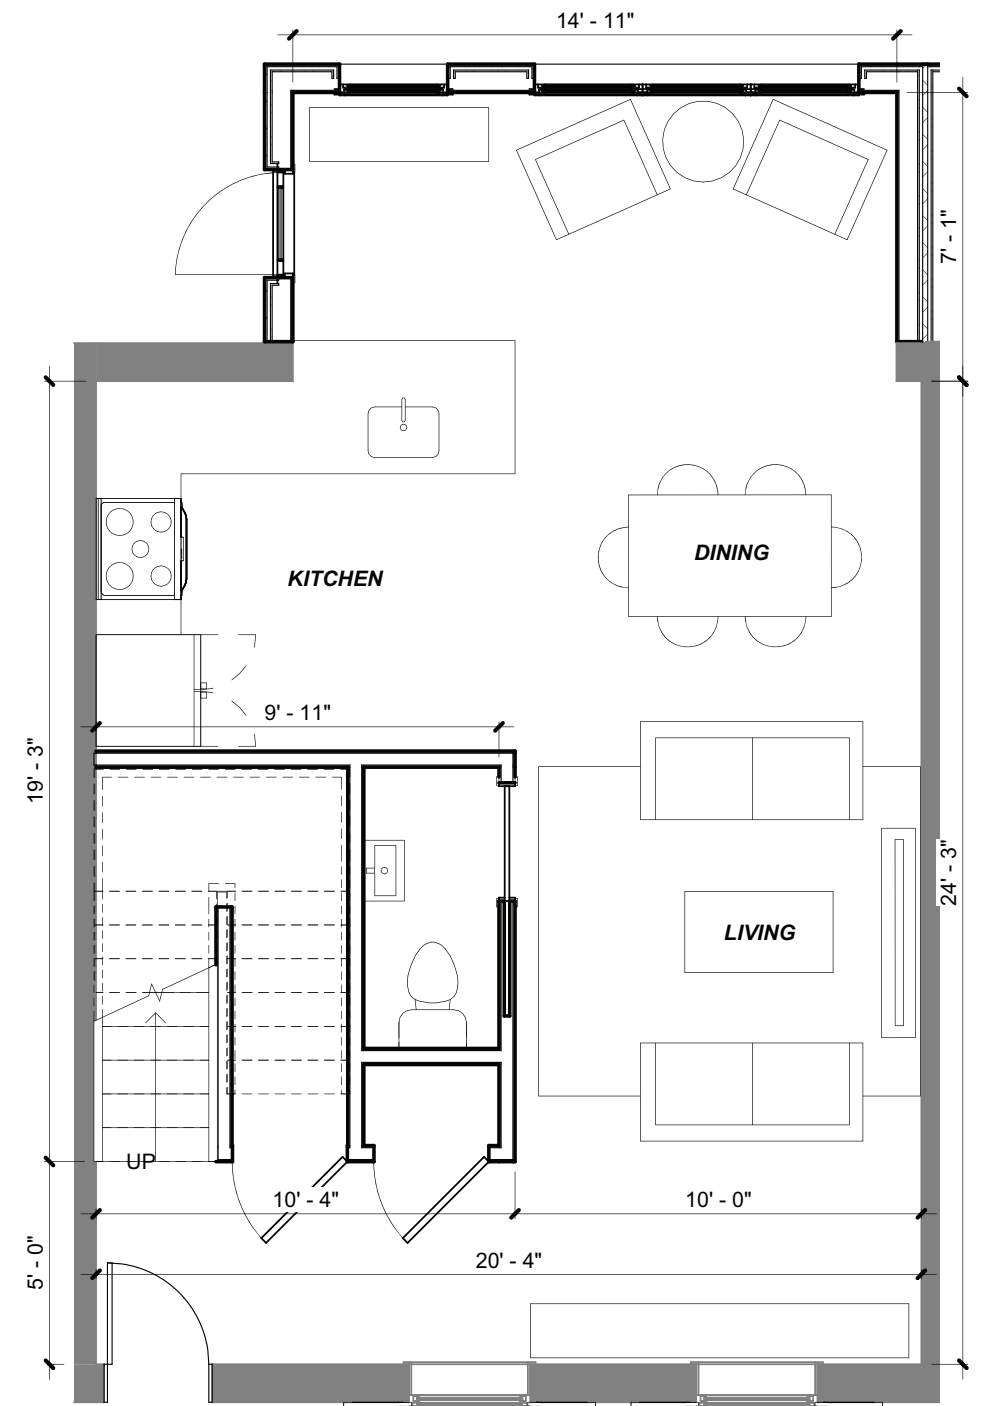 14' - 11"
7' - 1"
DINING
KITCHEN
9' - 11"
19' - 3"
24' - 3"
LIVING
UP
10' - 4"
10' - 0"
5' - 0"
20' - 4"